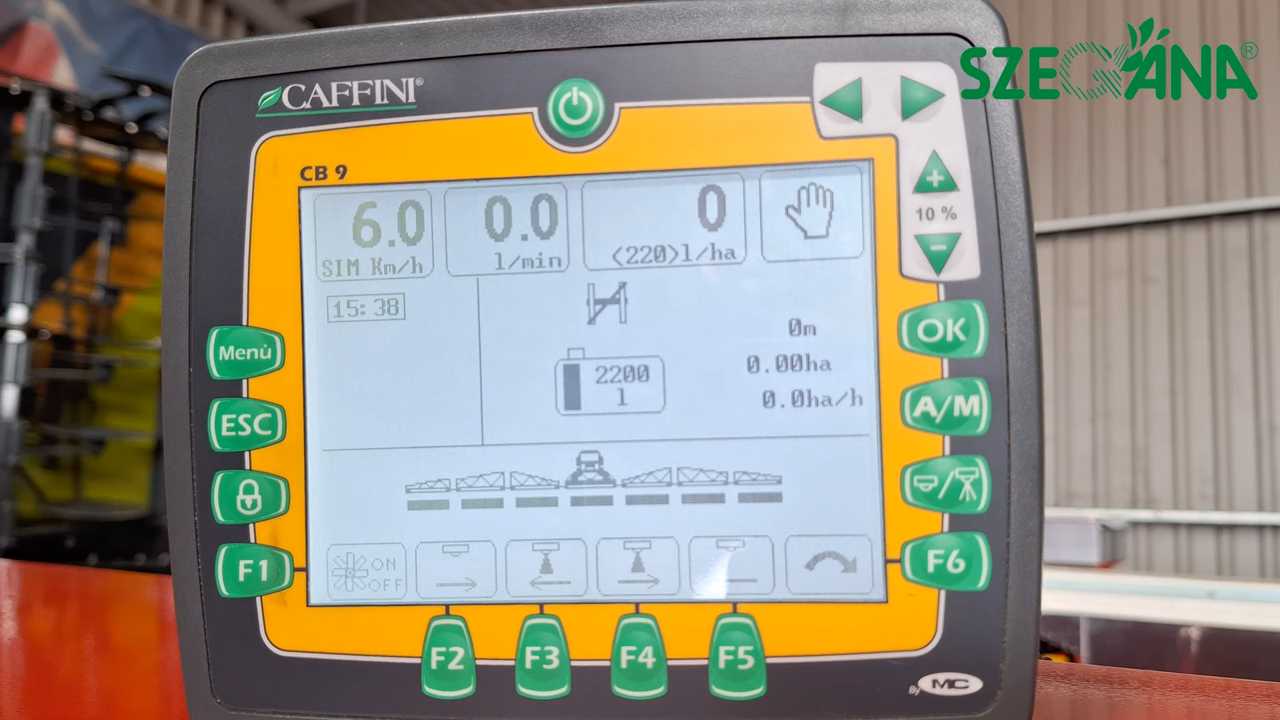 SZEGÁNA®
CAFFINI®
CB 9
6.0
SIM Km/h
0.0
l/min
0
<220>l/ha
10 %
15:38
0m
2200
l
0.00ha
0.0ha/h
Menù
ESC
F1
OK
A/M
F6
ON
OFF
F2
F3
F4
F5
By MC